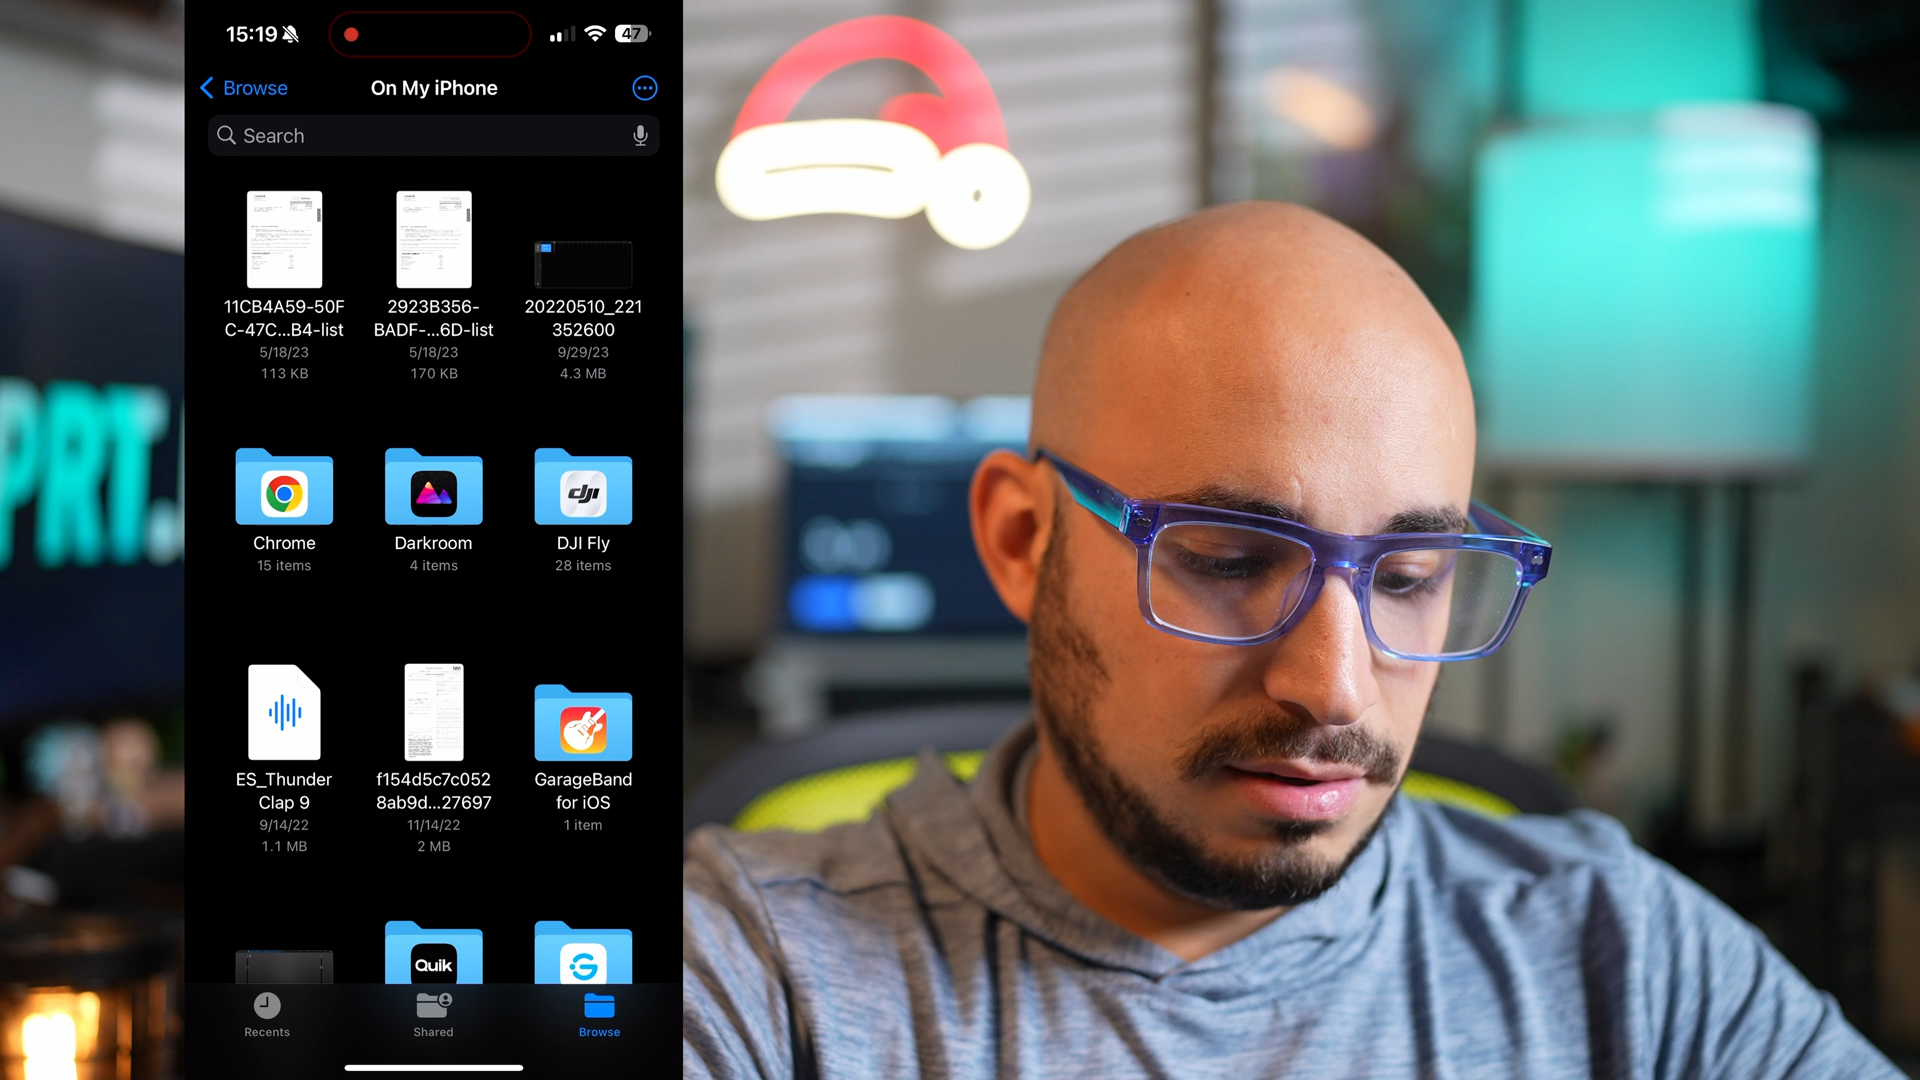 15:19
47
Browse
On My iPhone
Search
11CB4A59-50F
C-47C...B4-list
5/18/23
113 KB
2923B356-
BADF-...6D-list
5/18/23
170 KB
20220510_221
352600
9/29/23
4.3 MB
dji
Chrome
15 items
Darkroom
4 items
DJI Fly
28 items
ES_Thunder
Clap 9
9/14/22
1.1 MB
f154d5c7c052
8ab9d...27697
11/14/22
2 MB
GarageBand
for iOS
1 item
Quik
Recents
Shared
Browse
PRT.